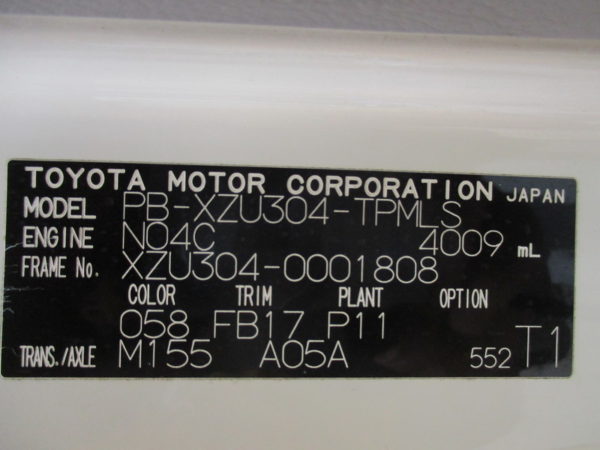 TOYOTA MOTOR CORPORATION JAPAN
MODEL PB-XZU304-TPMLS
ENGINE N04C 4009 mL
FRAME No. XZU304-0001808
COLOR TRIM PLANT OPTION
058 FB17 P11
TRANS./AXLE M155 A05A 552 T1